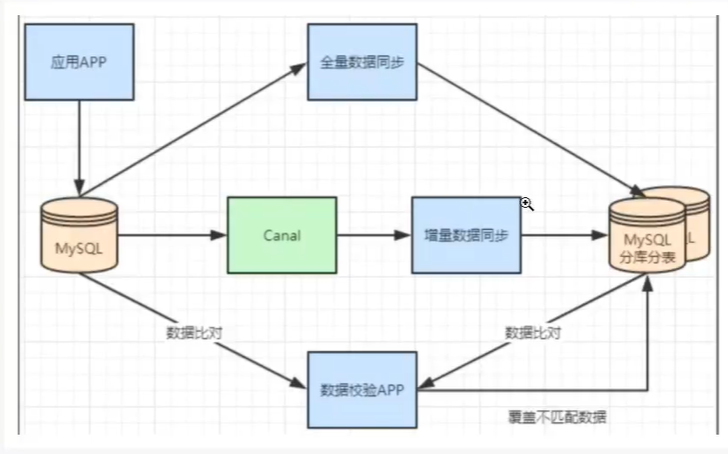 应用APP
全量数据同步
MySQL
Canal
增量数据同步
MySQL
分库分表
L
数据比对
数据比对
数据校验APP
覆盖不匹配数据